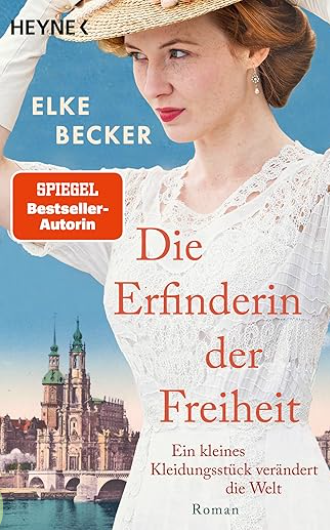 HEYNE
ELKE
BECKER
SPIEGEL
Bestseller-
Autorin
Die
Erfinderin
der
Freiheit
Ein kleines
Kleidungsstück verändert
die Welt
Roman